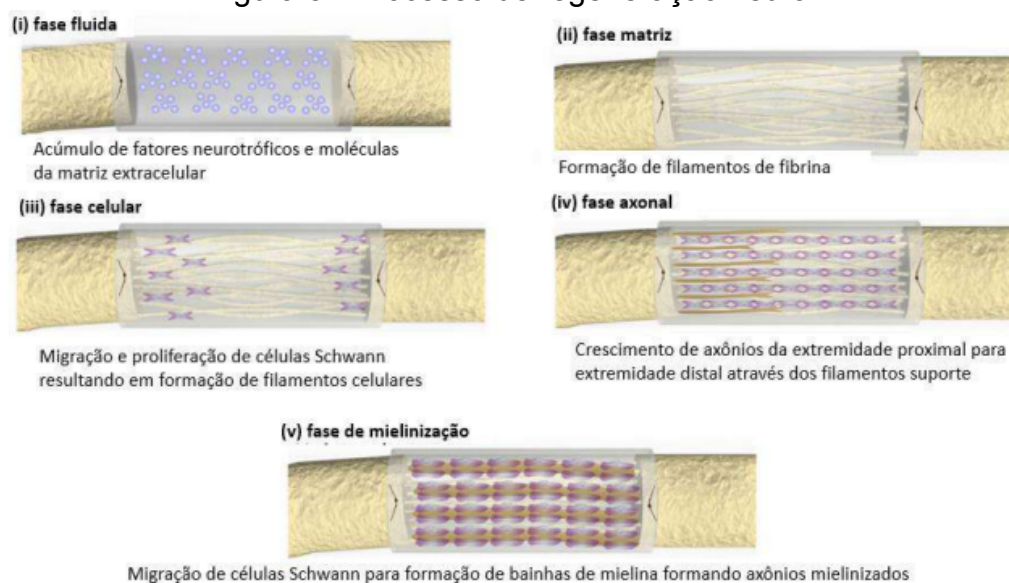 (i) fase fluida
Acúmulo de fatores neurotróficos e moléculas
da matriz extracelular
(ii) fase matriz
Formação de filamentos de fibrina
(iii) fase celular
Migração e proliferação de células Schwann
resultando em formação de filamentos celulares
(iv) fase axonal
Crescimento de axônios da extremidade proximal para
extremidade distal através dos filamentos suporte
(v) fase de mielinização
Migração de células Schwann para formação de bainhas de mielina formando axônios mielinizados